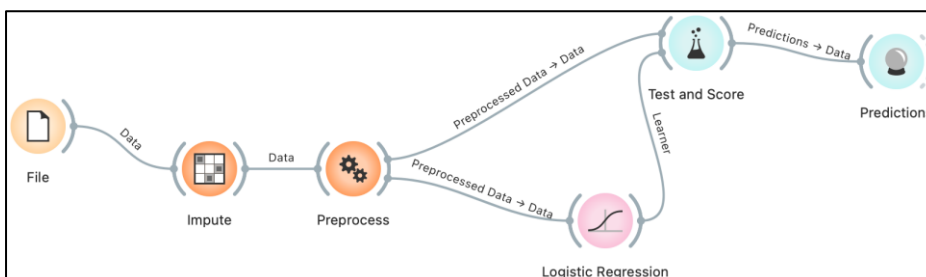 File
Data
Impute
Data
Preprocess
Preprocessed Data → Data
Preprocessed Data → Data
Logistic Regression
Learner
Test and Score
Predictions → Data
Prediction